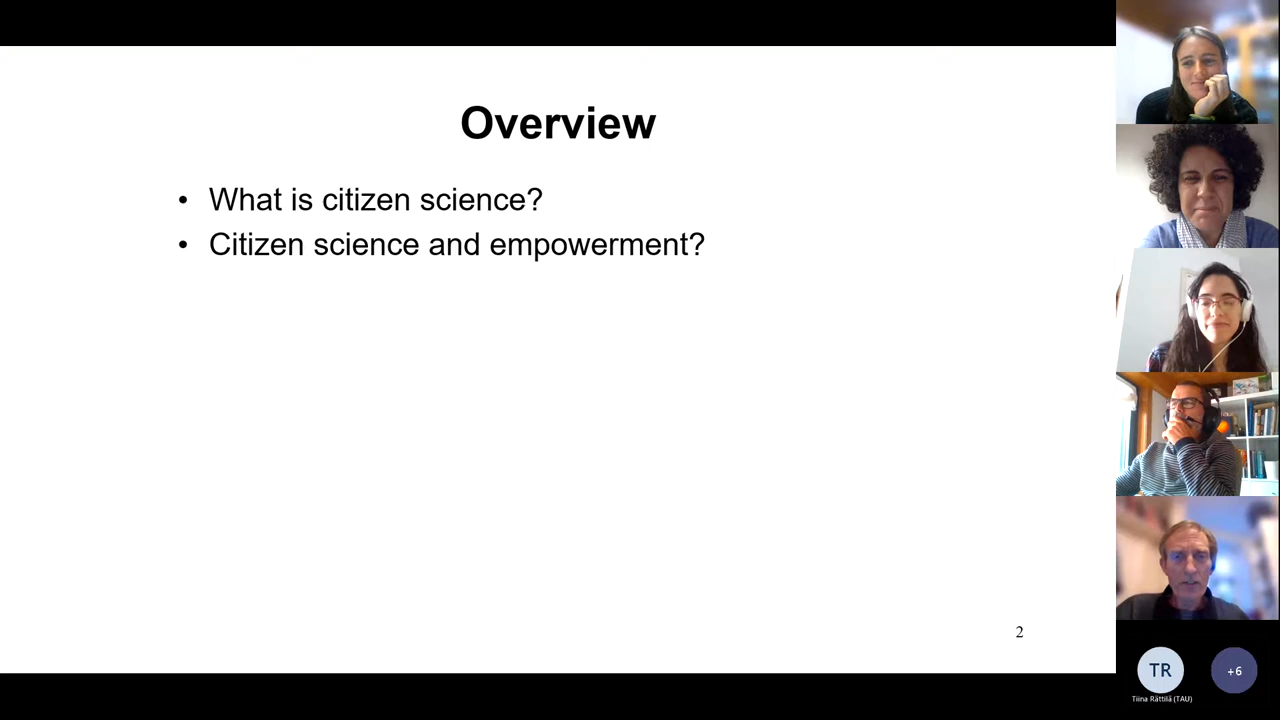 Overview
• What is citizen science?
• Citizen science and empowerment?
2
TR
+6
Tiina Rättilä (TAU)